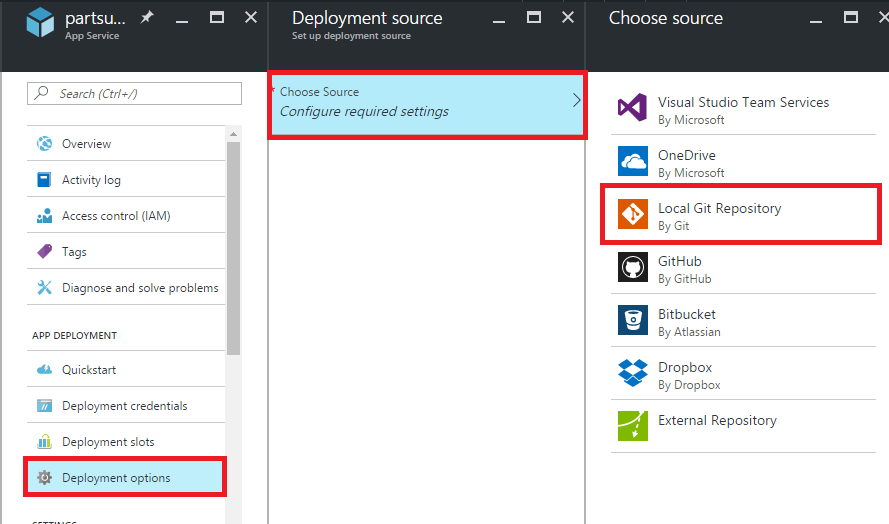 partsu...
App Service
Search (Ctrl+/)
Overview
Activity log
Access control (IAM)
Tags
Diagnose and solve problems
APP DEPLOYMENT
Quickstart
Deployment credentials
Deployment slots
Deployment options
SETTINGS
Deployment source
Set up deployment source
* Choose Source
Configure required settings
Choose source
Visual Studio Team Services
By Microsoft
OneDrive
By Microsoft
Local Git Repository
By Git
GitHub
By GitHub
Bitbucket
By Atlassian
Dropbox
By Dropbox
External Repository